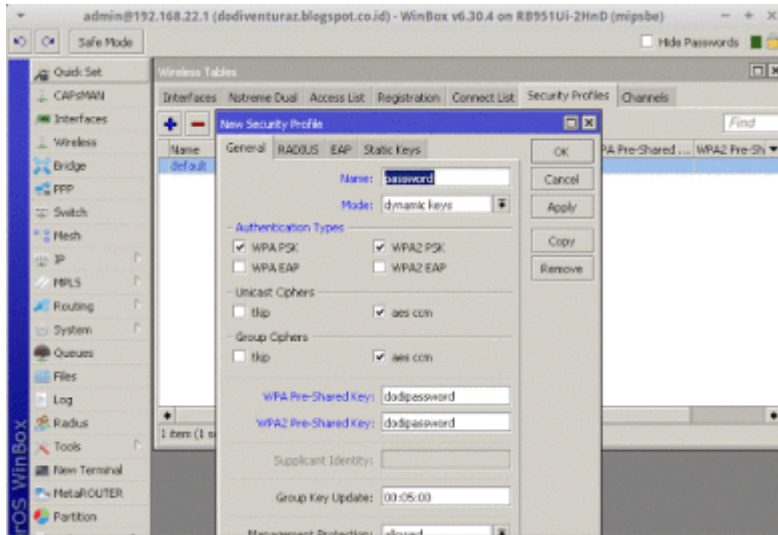 admin@192.168.22.1 (dodiventuraz.blogspot.co.id) - WinBox v6.30.4 on RB951Ui-2HnD (mipsbe)
Safe Mode
Hide Passwords
Quick Set
CAPsMAN
Interfaces
Wireless
Bridge
PPP
Switch
Mesh
IP
MPLS
Routing
System
Queues
Files
Log
Radius
Tools
New Terminal
MetaROUTER
Partition
erOS WinBox
Wireless Tables
Interfaces Nstreme Dual Access List Registration Connect List Security Profiles Channels
Find
Name
PA Pre-Shared ... WPA2 Pre-Sh
default
1 item (1 s
New Security Profile
General RADIUS EAP Static Keys
Name: password
Mode: dynamic keys
Authentication Types
WPA PSK WPA2 PSK
WPA EAP WPA2 EAP
Unicast Ciphers
tkip aes ccm
Group Ciphers
tkip aes ccm
WPA Pre-Shared Key: dodipassword
WPA2 Pre-Shared Key: dodipassword
Supplicant Identity:
Group Key Update: 00:05:00
Management Protection: allowed
OK
Cancel
Apply
Copy
Remove